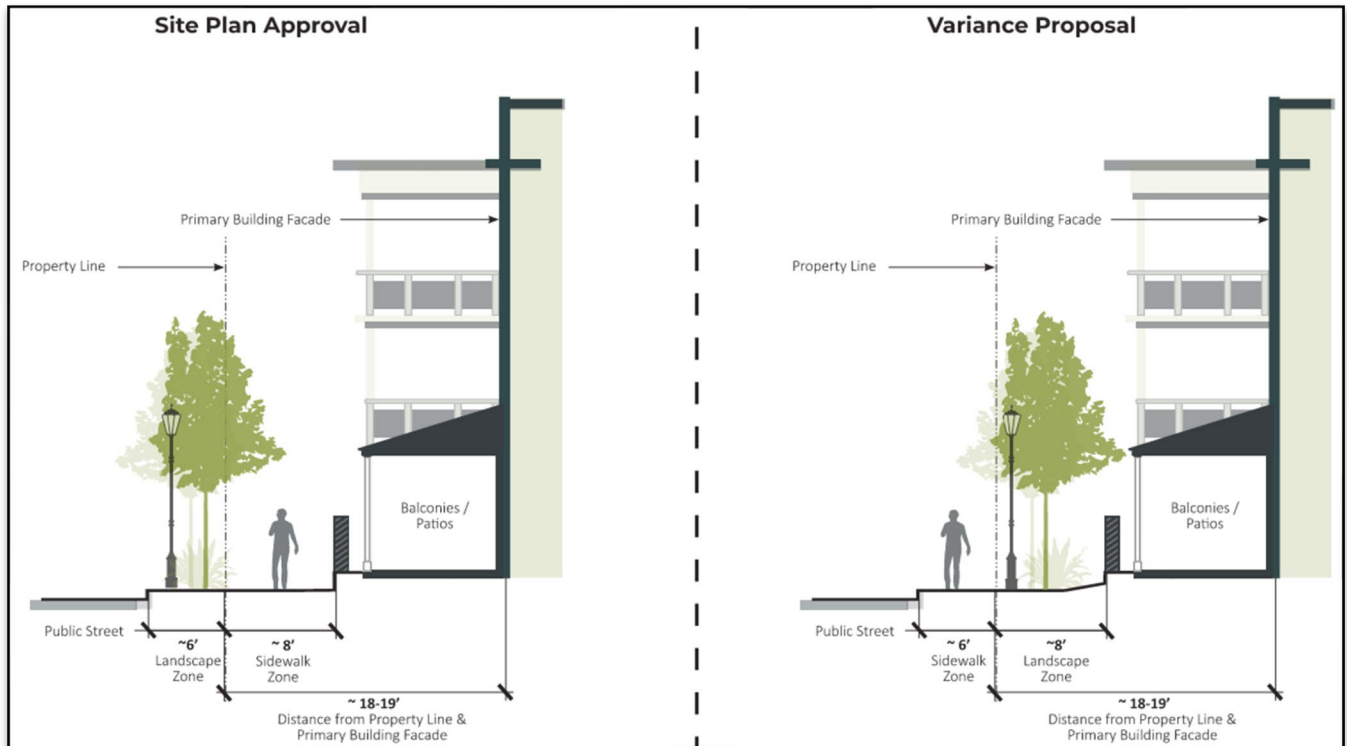 Site Plan Approval
Primary Building Facade
Property Line
Balconies /
Patios
Public Street
~6’
Landscape
Zone
~ 8’
Sidewalk
Zone
~ 18-19’
Distance from Property Line &
Primary Building Facade
Variance Proposal
Primary Building Facade
Property Line
Balconies /
Patios
Public Street
~ 6’
Sidewalk
Zone
~8’
Landscape
Zone
~ 18-19’
Distance from Property Line &
Primary Building Facade